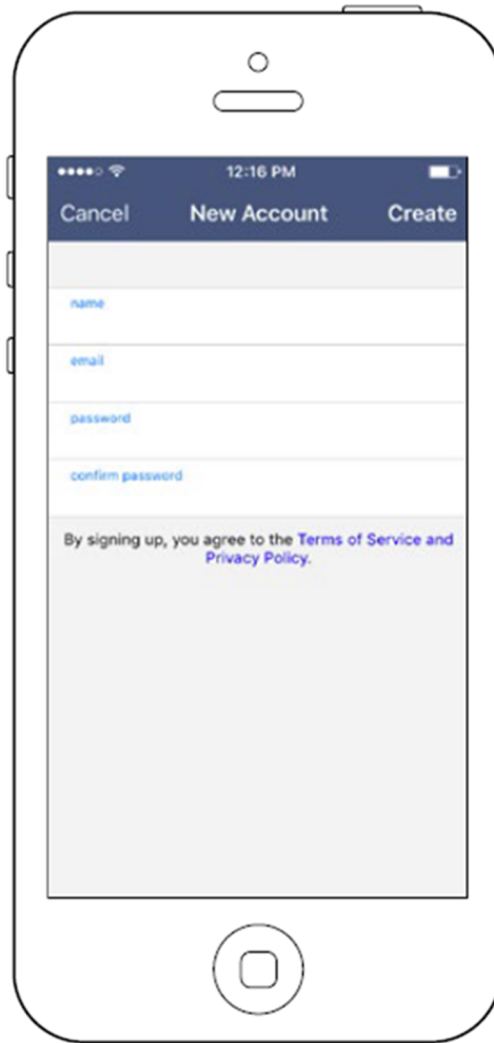 12:16 PM
Cancel New Account Create
name
email
password
confirm password
By signing up, you agree to the Terms of Service and
Privacy Policy.